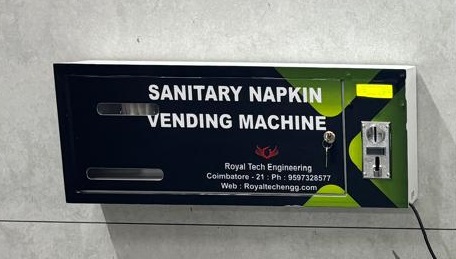 SANITARY NAPKIN
VENDING MACHINE
Royal Tech Engineering
Coimbatore - 21 : Ph : 9597328577
Web : Royaltechengg.com